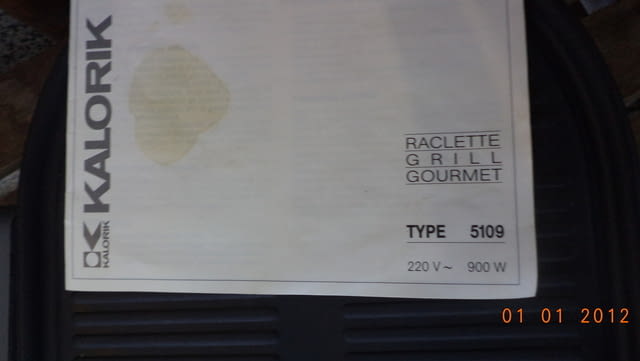 KALORIK
KALORIK
RACLETTE
GRILL
GOURMET
TYPE 5109
220 V~ 900 W
01 01 2012